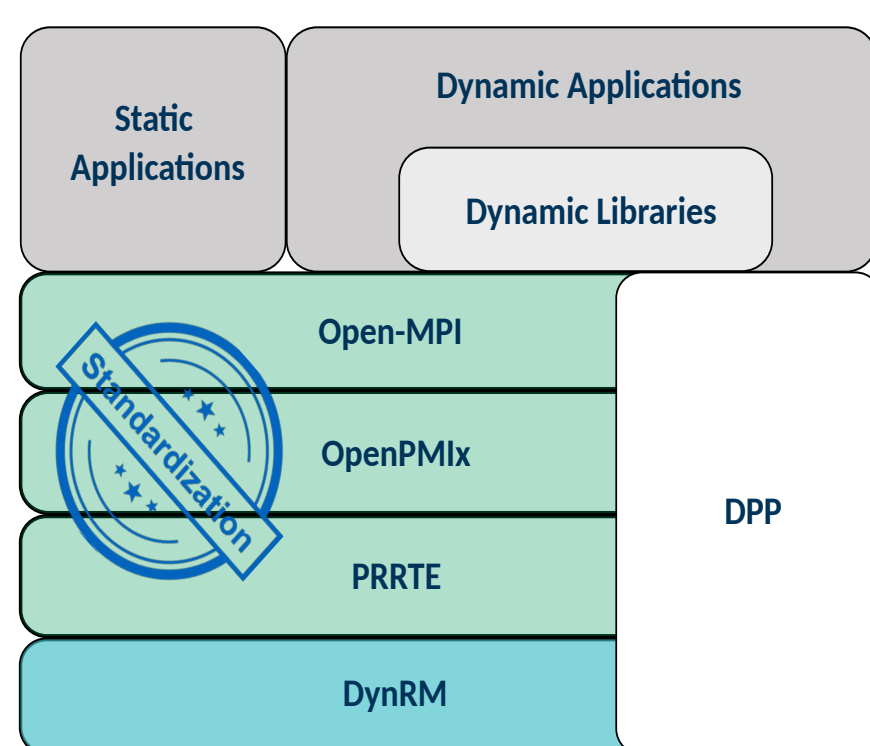 Static
Applications
Dynamic Applications
Dynamic Libraries
Open-MPI
Standardization
OpenPMIx
DPP
PRRTE
DynRM